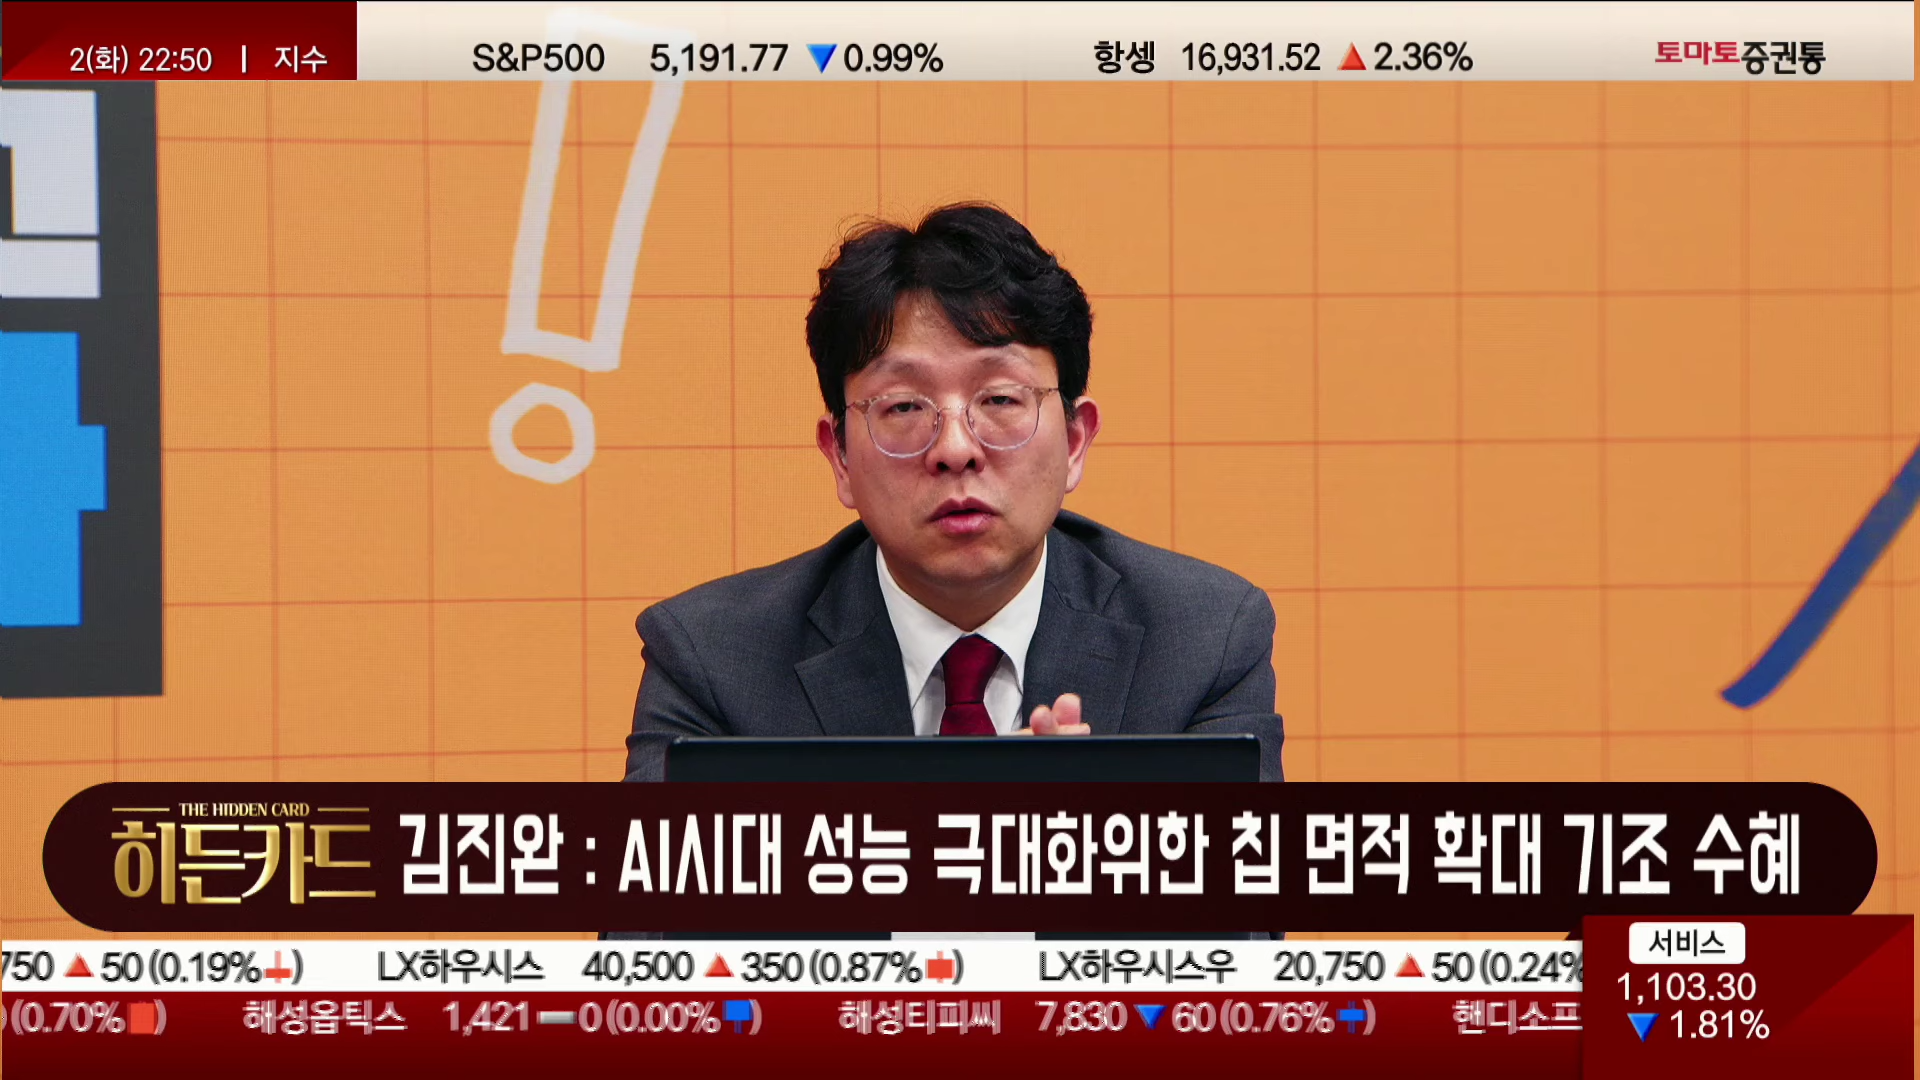 2(화) 22:50 | 지수
S&P500 5,191.77 ▼0.99%
항셍 16,931.52 ▲2.36%
토마토증권통
THE HIDDEN CARD
히든카드
김진완 : AI시대 성능 극대화위한 칩 면적 확대 기조 수혜
750 ▲50(0.19%) LX하우시스 40,500 ▲350(0.87%) LX하우시스우 20,750 ▲50(0.24%
(0.70%) 해성옵틱스 1,421 0(0.00%) 해성티피씨 7,830 ▼60(0.76%) 핸디소프
서비스
1,103.30
▼1.81%